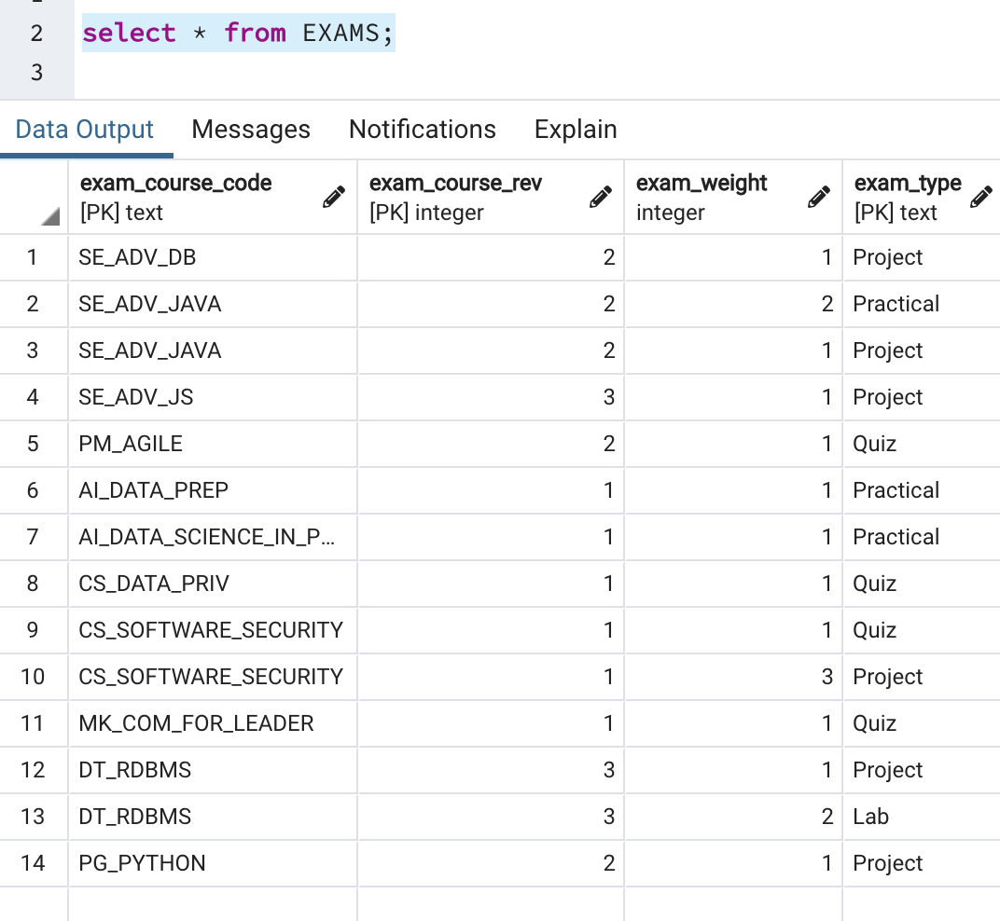 2 select * from EXAMS;
3
Data Output Messages Notifications Explain
exam_course_code exam_course_rev exam_weight exam_type
[PK] text [PK] integer integer [PK] text
1 SE_ADV_DB 2 1 Project
2 SE_ADV_JAVA 2 2 Practical
3 SE_ADV_JAVA 2 1 Project
4 SE_ADV_JS 3 1 Project
5 PM_AGILE 2 1 Quiz
6 AI_DATA_PREP 1 1 Practical
7 AI_DATA_SCIENCE_IN_P... 1 1 Practical
8 CS_DATA_PRIV 1 1 Quiz
9 CS_SOFTWARE_SECURITY 1 1 Quiz
10 CS_SOFTWARE_SECURITY 1 3 Project
11 MK_COM_FOR_LEADER 1 1 Quiz
12 DT_RDBMS 3 1 Project
13 DT_RDBMS 3 2 Lab
14 PG_PYTHON 2 1 Project